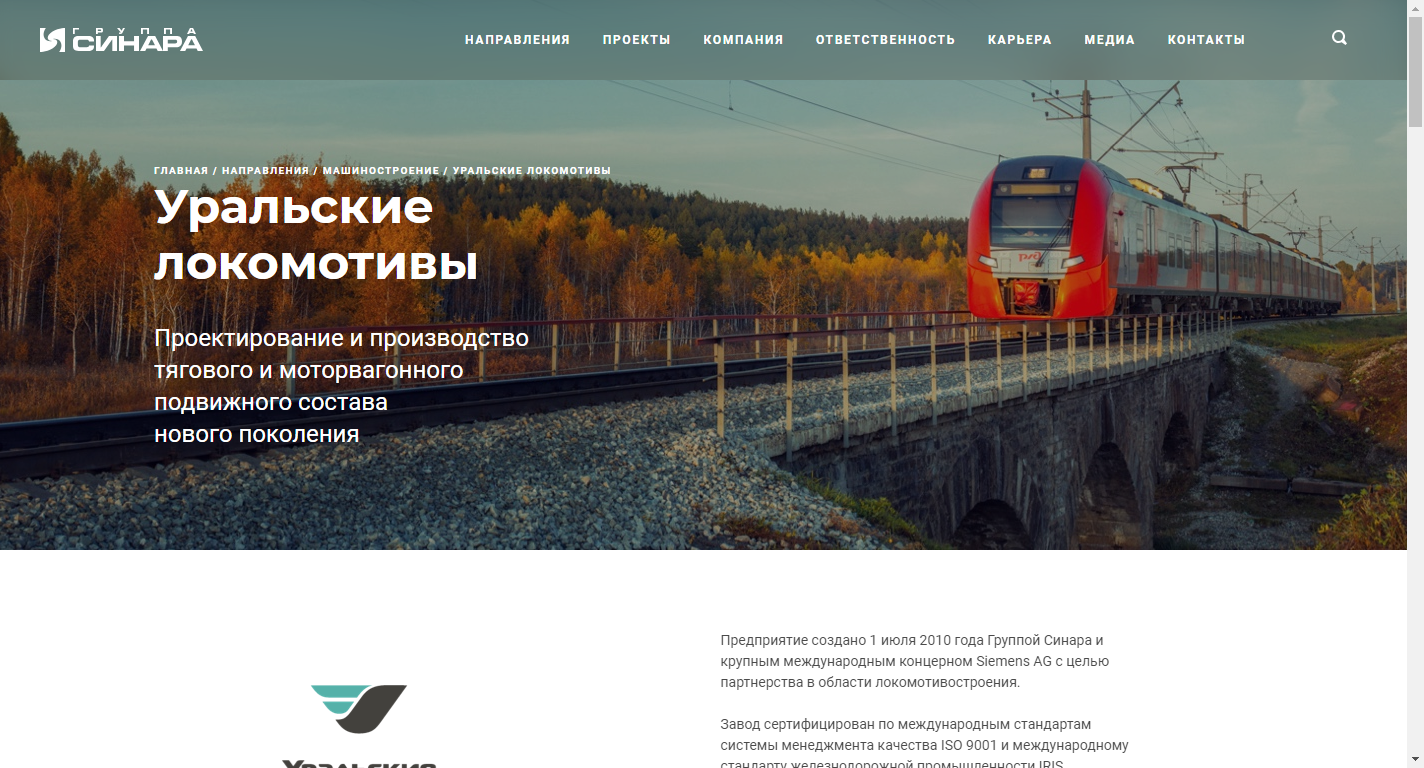 ГРУППА
СИНАРА
НАПРАВЛЕНИЯ ПРОЕКТЫ КОМПАНИЯ ОТВЕТСТВЕННОСТЬ КАРЬЕРА МЕДИА КОНТАКТЫ
ГЛАВНАЯ / НАПРАВЛЕНИЯ / МАШИНОСТРОЕНИЕ / УРАЛЬСКИЕ ЛОКОМОТИВЫ
Уральские
локомотивы
Проектирование и производство
тягового и моторвагонного
подвижного состава
нового поколения
ржд
Предприятие создано 1 июля 2010 года Группой Синара и
крупным международным концерном Siemens AG с целью
партнерства в области локомотивостроения.
Завод сертифицирован по международным стандартам
системы менеджмента качества ISO 9001 и международному
стандарту железнодорожной промышленности IRIS
Уральские